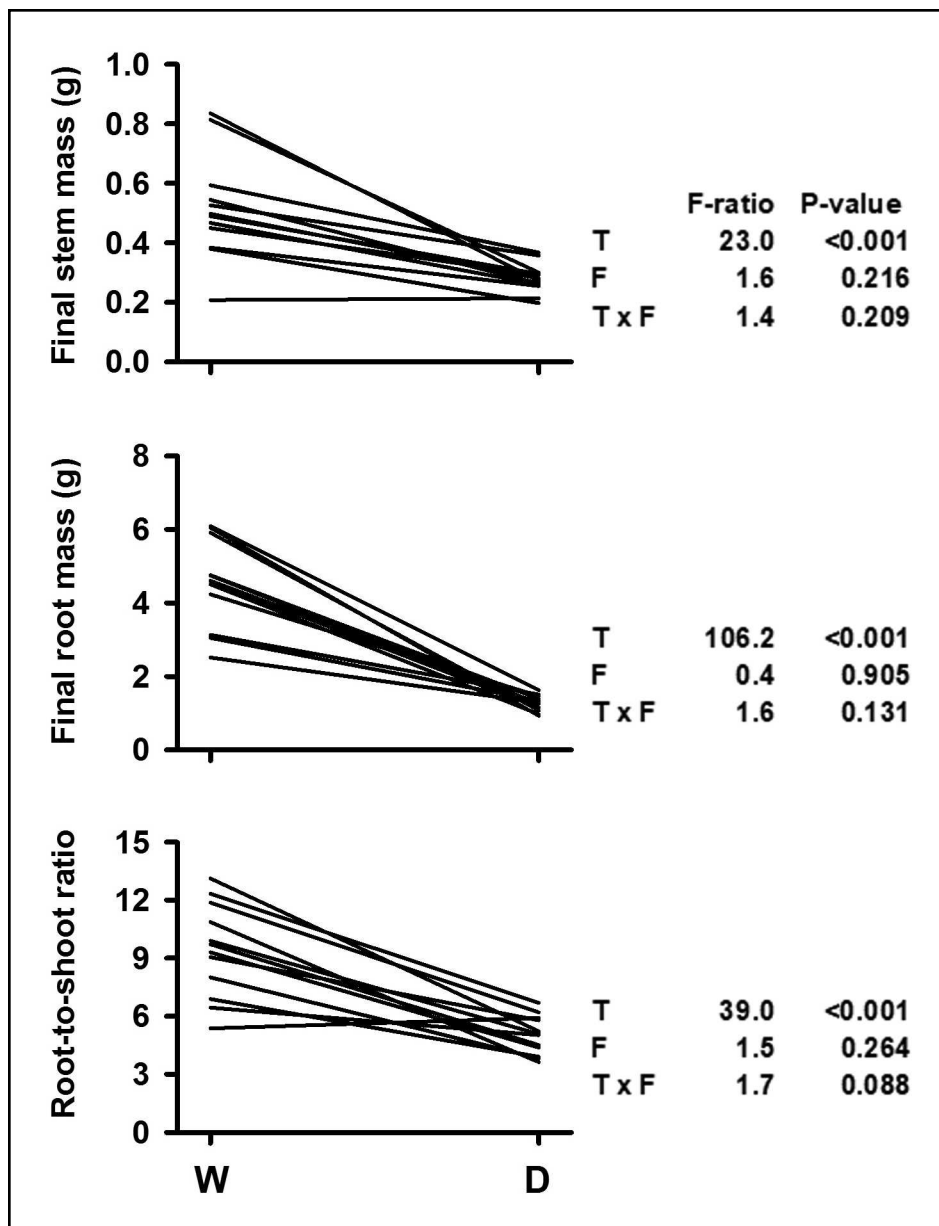 Final stem mass (g)
1.0
0.8
0.6
0.4
0.2
0.0
F-ratio P-value
T 23.0 <0.001
F 1.6 0.216
T x F 1.4 0.209
Final root mass (g)
8
6
4
2
0
T 106.2 <0.001
F 0.4 0.905
T x F 1.6 0.131
Root-to-shoot ratio
15
12
9
6
3
0
T 39.0 <0.001
F 1.5 0.264
T x F 1.7 0.088
W D